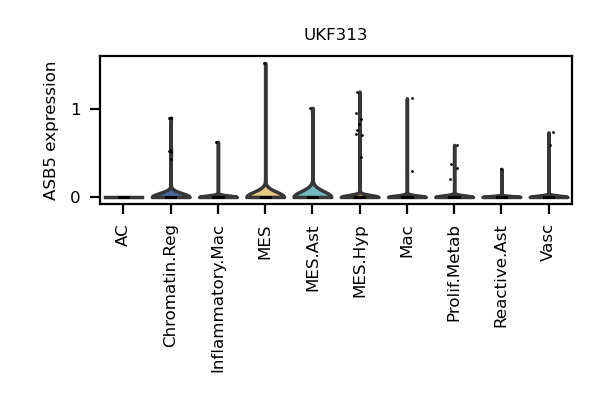 UKF313
ASB5 expression
1
0
AC
Chromatin.Reg
Inflammatory.Mac
MES
MES.Ast
MES.Hyp
Mac
Prolif.Metab
Reactive.Ast
Vasc